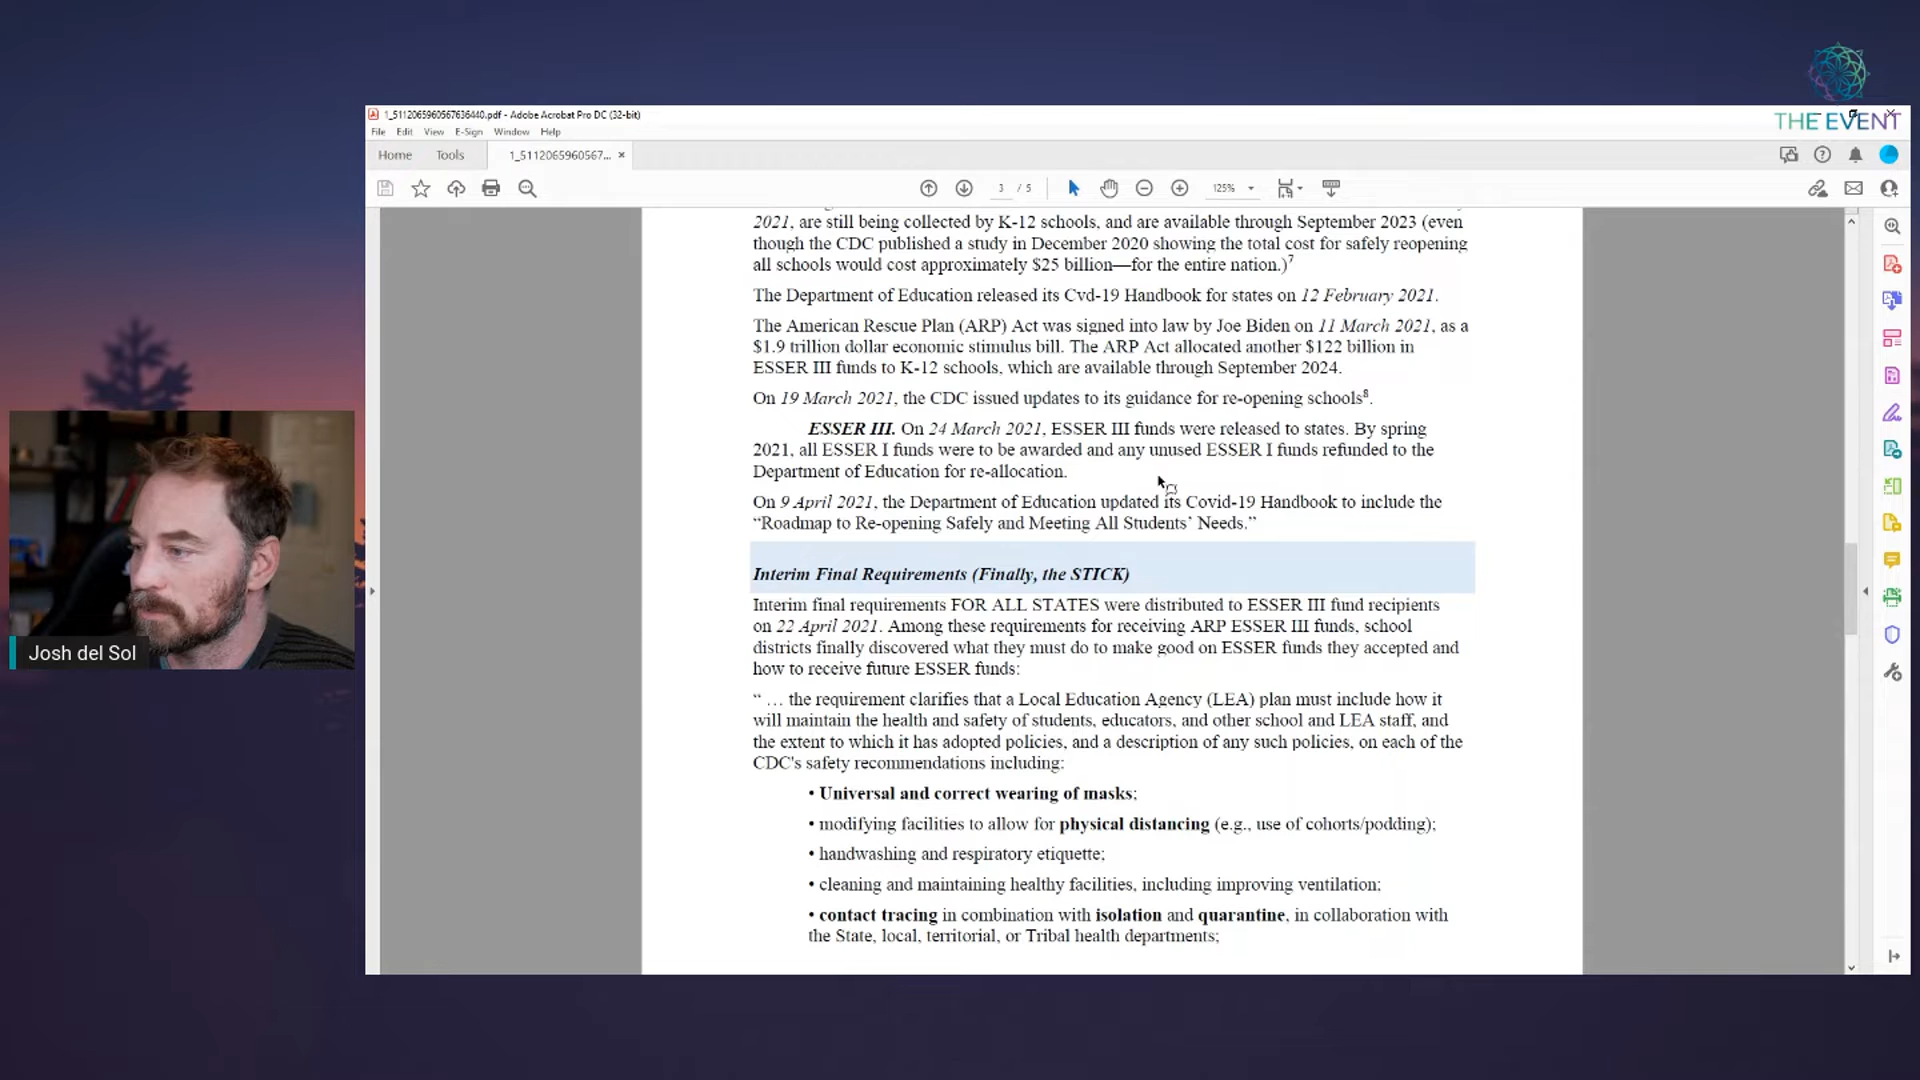 THE EVENT
1_5112065960567636440.pdf - Adobe Acrobat Pro DC (32-bit)
File Edit View E-Sign Window Help
Home Tools 1_5112065960567... ×
3 / 5 125%
2021, are still being collected by K-12 schools, and are available through September 2023 (even
though the CDC published a study in December 2020 showing the total cost for safely reopening
all schools would cost approximately $25 billion—for the entire nation.)7
The Department of Education released its Cvd-19 Handbook for states on 12 February 2021.
The American Rescue Plan (ARP) Act was signed into law by Joe Biden on 11 March 2021, as a
$1.9 trillion dollar economic stimulus bill. The ARP Act allocated another $122 billion in
ESSER III funds to K-12 schools, which are available through September 2024.
On 19 March 2021, the CDC issued updates to its guidance for re-opening schools8.
ESSER III. On 24 March 2021, ESSER III funds were released to states. By spring
2021, all ESSER I funds were to be awarded and any unused ESSER I funds refunded to the
Department of Education for re-allocation.
On 9 April 2021, the Department of Education updated its Covid-19 Handbook to include the
“Roadmap to Re-opening Safely and Meeting All Students’ Needs.”
Interim Final Requirements (Finally, the STICK)
Interim final requirements FOR ALL STATES were distributed to ESSER III fund recipients
on 22 April 2021. Among these requirements for receiving ARP ESSER III funds, school
districts finally discovered what they must do to make good on ESSER funds they accepted and
how to receive future ESSER funds:
“ … the requirement clarifies that a Local Education Agency (LEA) plan must include how it
will maintain the health and safety of students, educators, and other school and LEA staff, and
the extent to which it has adopted policies, and a description of any such policies, on each of the
CDC's safety recommendations including:
• Universal and correct wearing of masks;
• modifying facilities to allow for physical distancing (e.g., use of cohorts/podding);
• handwashing and respiratory etiquette;
• cleaning and maintaining healthy facilities, including improving ventilation;
• contact tracing in combination with isolation and quarantine, in collaboration with
the State, local, territorial, or Tribal health departments;
Josh del Sol